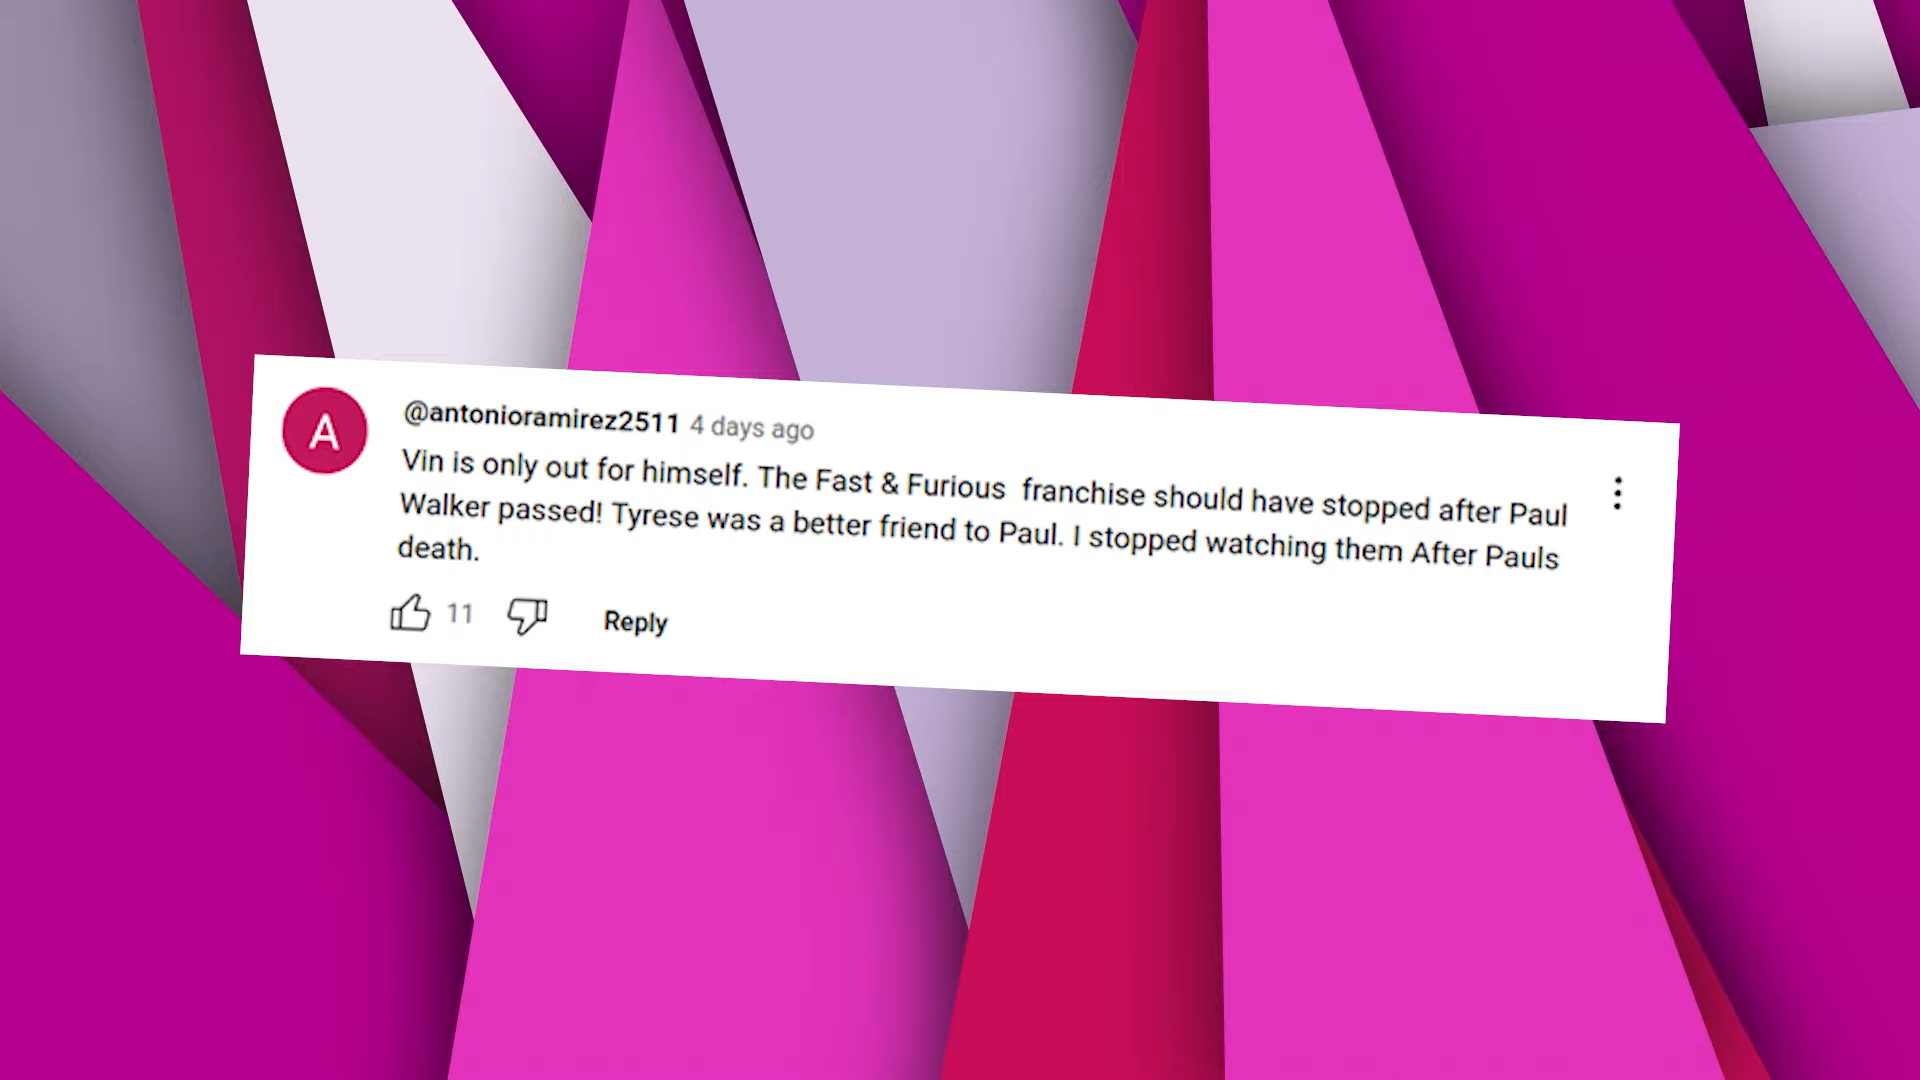 A
@antonioramirez2511 4 days ago
Vin is only out for himself. The Fast & Furious  franchise should have stopped after Paul
Walker passed! Tyrese was a better friend to Paul. I stopped watching them After Pauls
death.
11 Reply